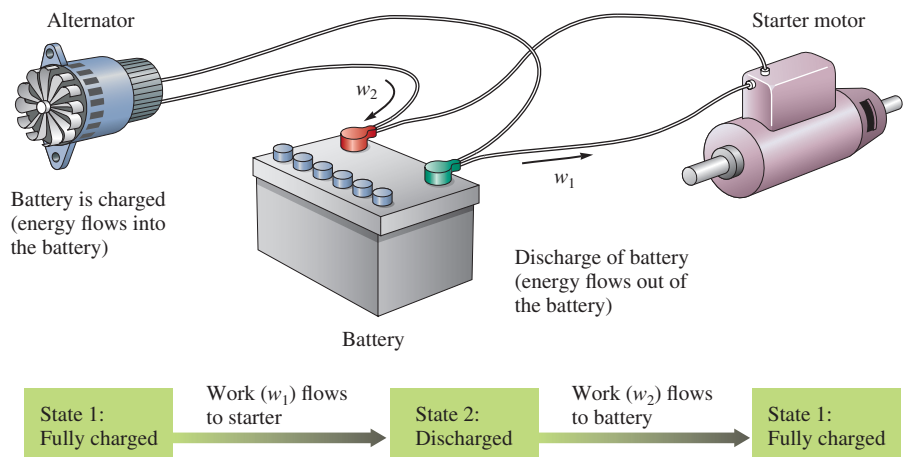 Alternator
Starter motor
w2
w1
Battery is charged
(energy flows into
the battery)
Discharge of battery
(energy flows out of
the battery)
Battery
State 1:
Fully charged
Work (w1) flows
to starter
State 2:
Discharged
Work (w2) flows
to battery
State 1:
Fully charged